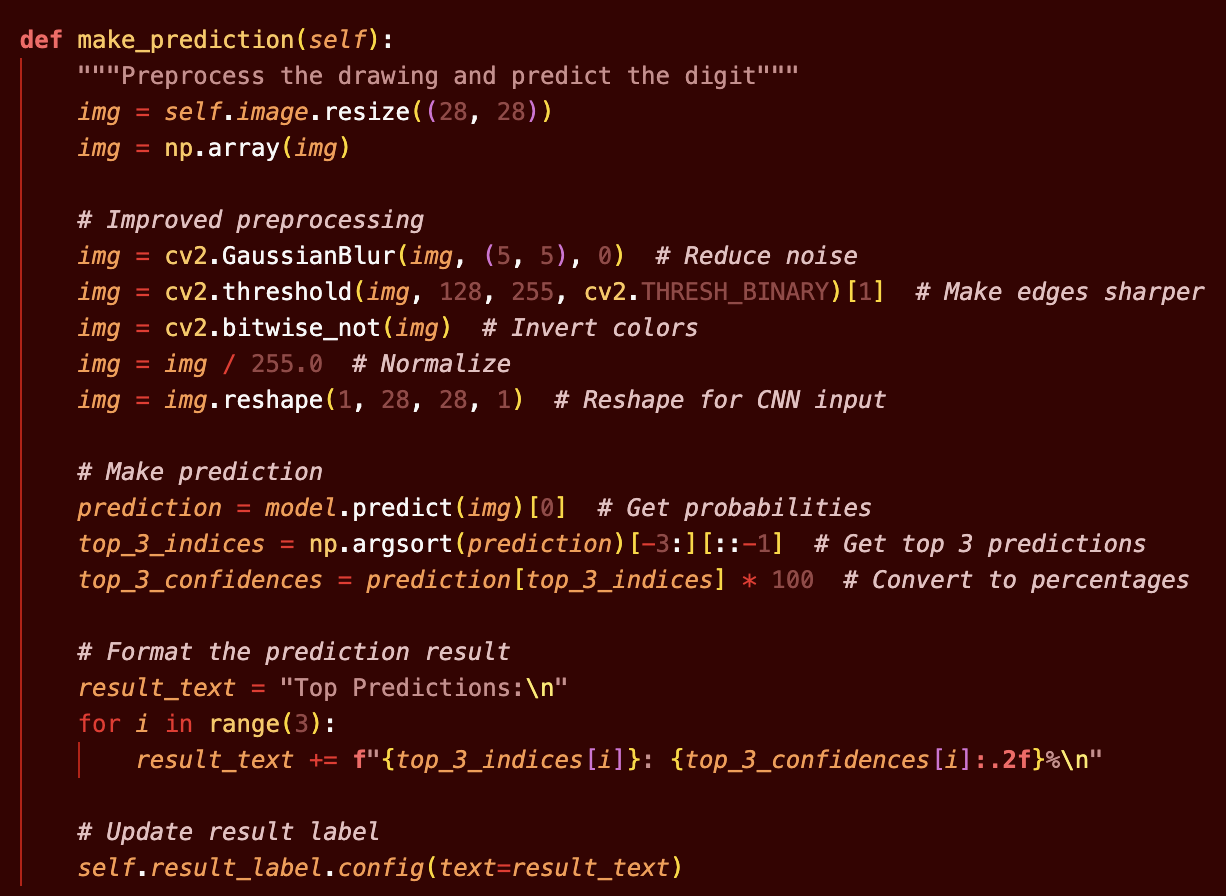 def make_prediction(self):
"""Preprocess the drawing and predict the digit"""
img = self.image.resize((28, 28))
img = np.array(img)
# Improved preprocessing
img = cv2.GaussianBlur(img, (5, 5), 0)  # Reduce noise
img = cv2.threshold(img, 128, 255, cv2.THRESH_BINARY)[1]  # Make edges sharper
img = cv2.bitwise_not(img)  # Invert colors
img = img / 255.0  # Normalize
img = img.reshape(1, 28, 28, 1)  # Reshape for CNN input
# Make prediction
prediction = model.predict(img)[0]  # Get probabilities
top_3_indices = np.argsort(prediction)[-3:][::-1]  # Get top 3 predictions
top_3_confidences = prediction[top_3_indices] * 100  # Convert to percentages
# Format the prediction result
result_text = "Top Predictions:\n"
for i in range(3):
result_text += f"{top_3_indices[i]}: {top_3_confidences[i]:.2f}%\n"
# Update result label
self.result_label.config(text=result_text)